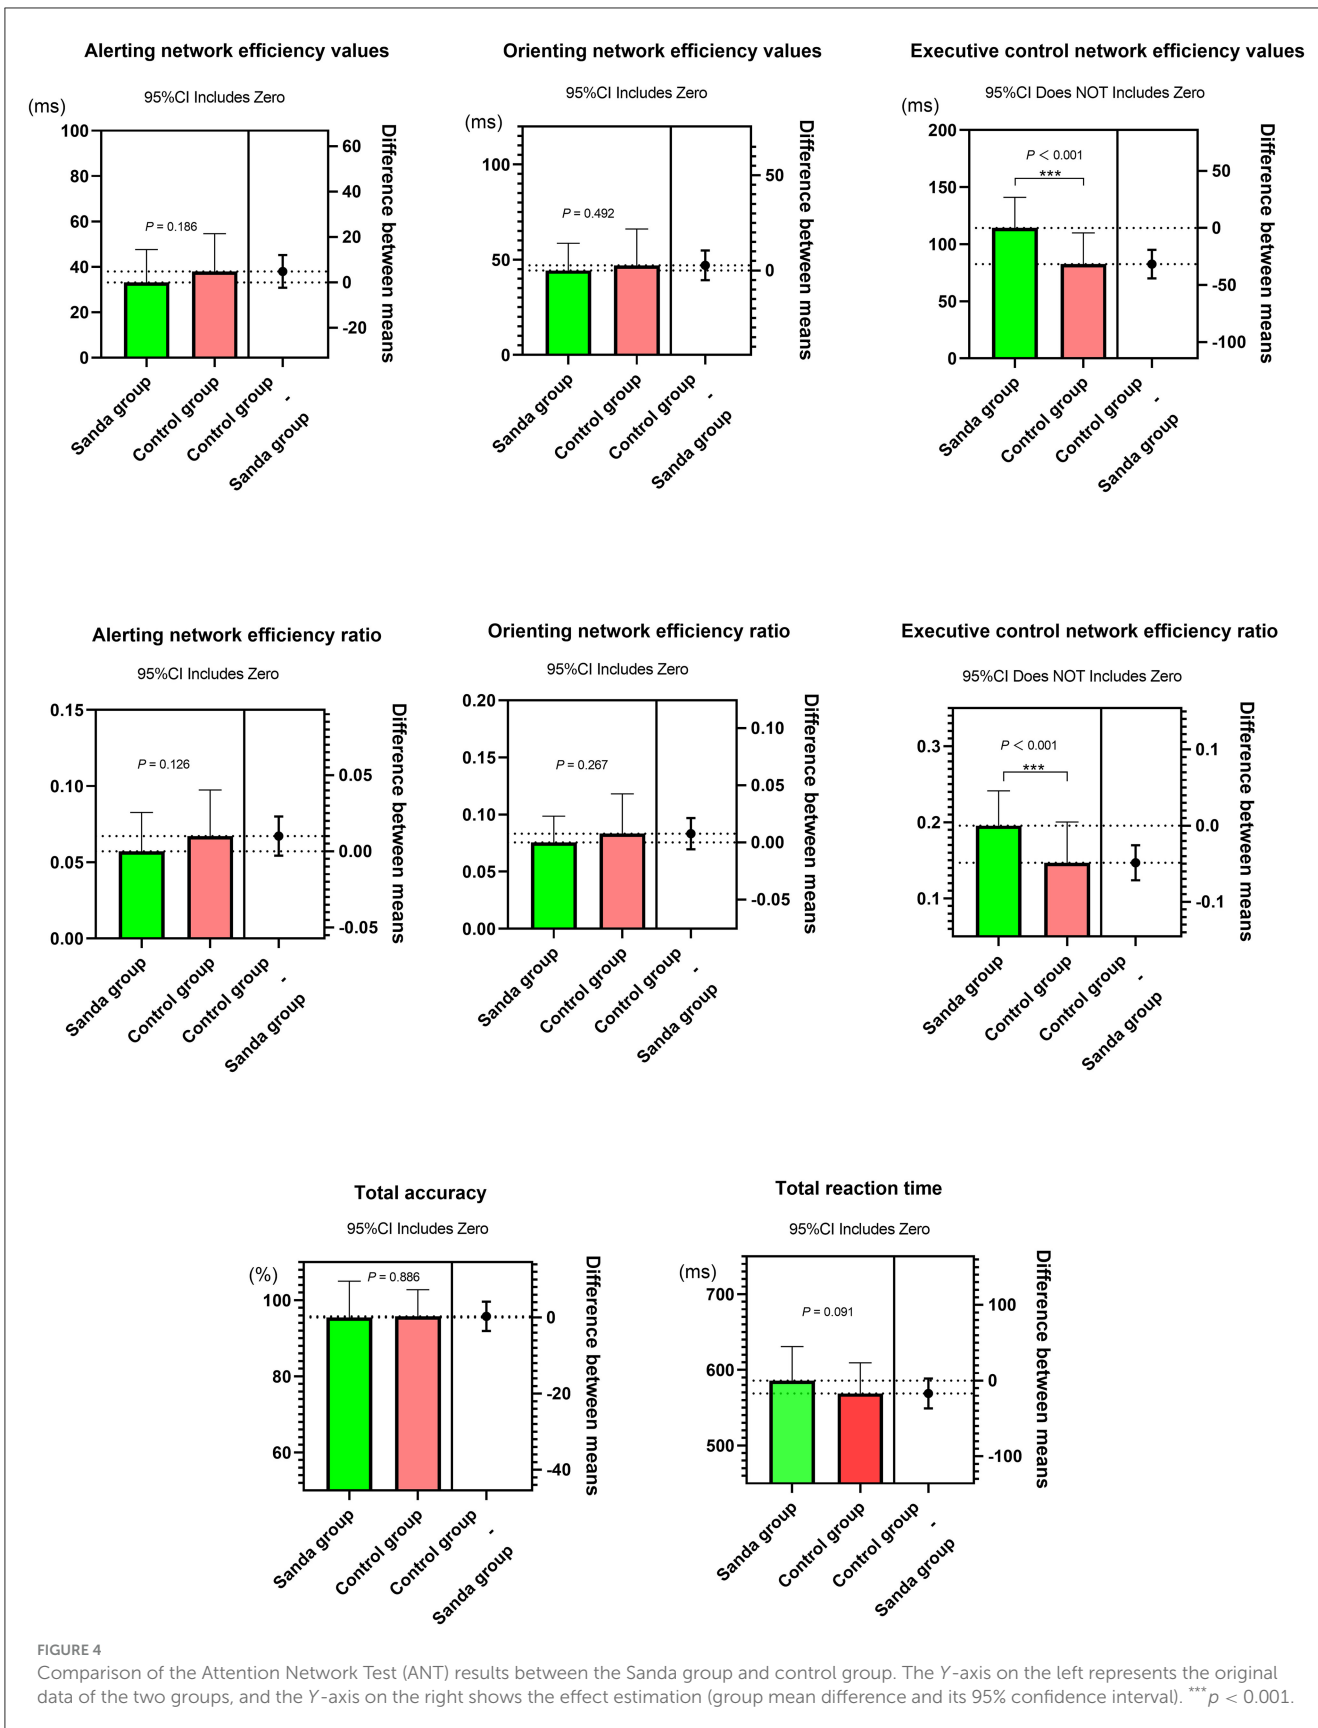 Alerting network efficiency values
95%CI Includes Zero
(ms)
100
80
60
40
20
0
P = 0.186
60
40
20
0
-20
Difference between means
Sanda group
Control group
Control group
-
Sanda group
Orienting network efficiency values
95%CI Includes Zero
(ms)
100
50
0
P = 0.492
50
0
Difference between means
Sanda group
Control group
Control group
-
Sanda group
Executive control network efficiency values
95%CI Does NOT Includes Zero
(ms)
200
150
100
50
0
P < 0.001
***
50
0
-50
-100
Difference between means
Sanda group
Control group
Control group
-
Sanda group
Alerting network efficiency ratio
95%CI Includes Zero
0.15
0.10
0.05
0.00
P = 0.126
0.05
0.00
-0.05
Difference between means
Sanda group
Control group
Control group
-
Sanda group
Orienting network efficiency ratio
95%CI Includes Zero
0.20
0.15
0.10
0.05
0.00
P = 0.267
0.10
0.05
0.00
-0.05
Difference between means
Sanda group
Control group
Control group
-
Sanda group
Executive control network efficiency ratio
95%CI Does NOT Includes Zero
0.3
0.2
0.1
P < 0.001
***
0.1
0.0
-0.1
Difference between means
Sanda group
Control group
Control group
-
Sanda group
Total accuracy
95%CI Includes Zero
(%)
100
80
60
P = 0.886
0
-20
-40
Difference between means
Sanda group
Control group
Control group
-
Sanda group
Total reaction time
95%CI Includes Zero
(ms)
700
600
500
P = 0.091
100
0
-100
Difference between means
Sanda group
Control group
Control group
-
Sanda group
FIGURE 4
Comparison of the Attention Network Test (ANT) results between the Sanda group and control group. The Y-axis on the left represents the original
data of the two groups, and the Y-axis on the right shows the effect estimation (group mean difference and its 95% confidence interval). ***p < 0.001.